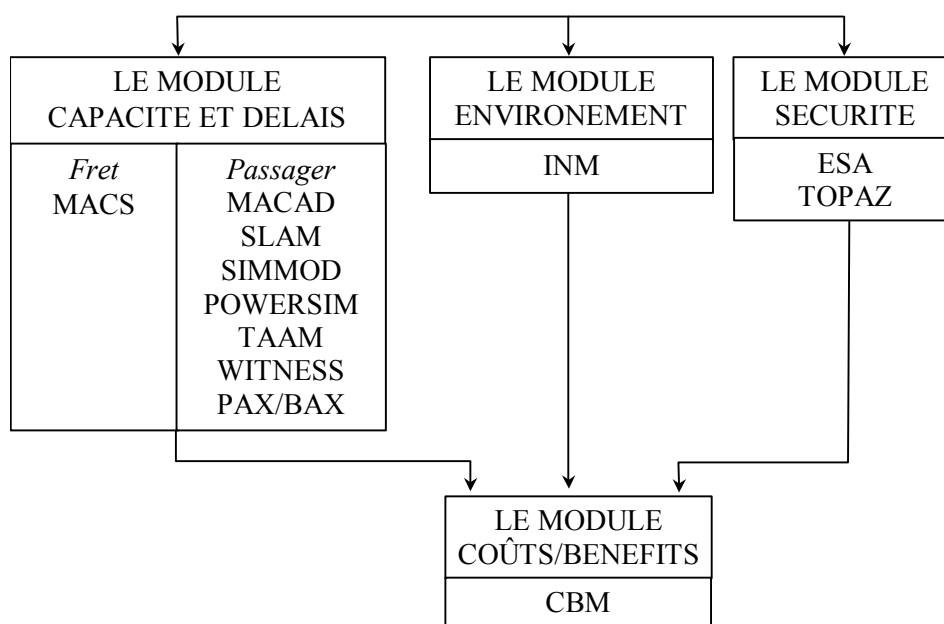 LE MODULE
CAPACITE ET DELAIS
Fret
MACS
Passager
MACAD
SLAM
SIMMOD
POWERSIM
TAAM
WITNESS
PAX/BAX
LE MODULE
ENVIRONEMENT
INM
LE MODULE
SECURITE
ESA
TOPAZ
LE MODULE
COÛTS/BENEFITS
CBM